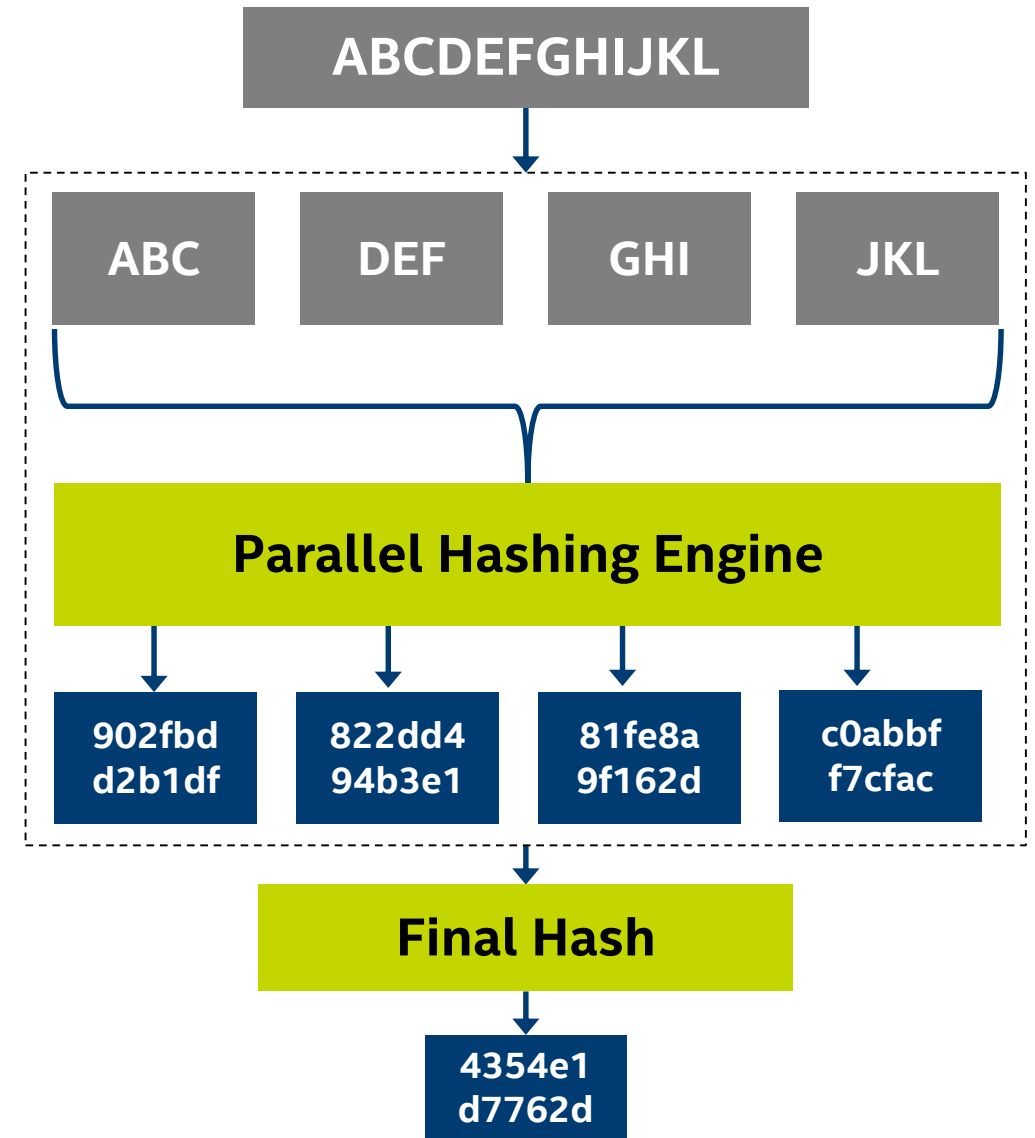 ABCDEFGHIJKL
ABC
DEF
GHI
JKL
Parallel Hashing Engine
902fbd
d2b1df
822dd4
94b3e1
81fe8a
9f162d
c0abbf
f7cfac
Final Hash
4354e1
d7762d